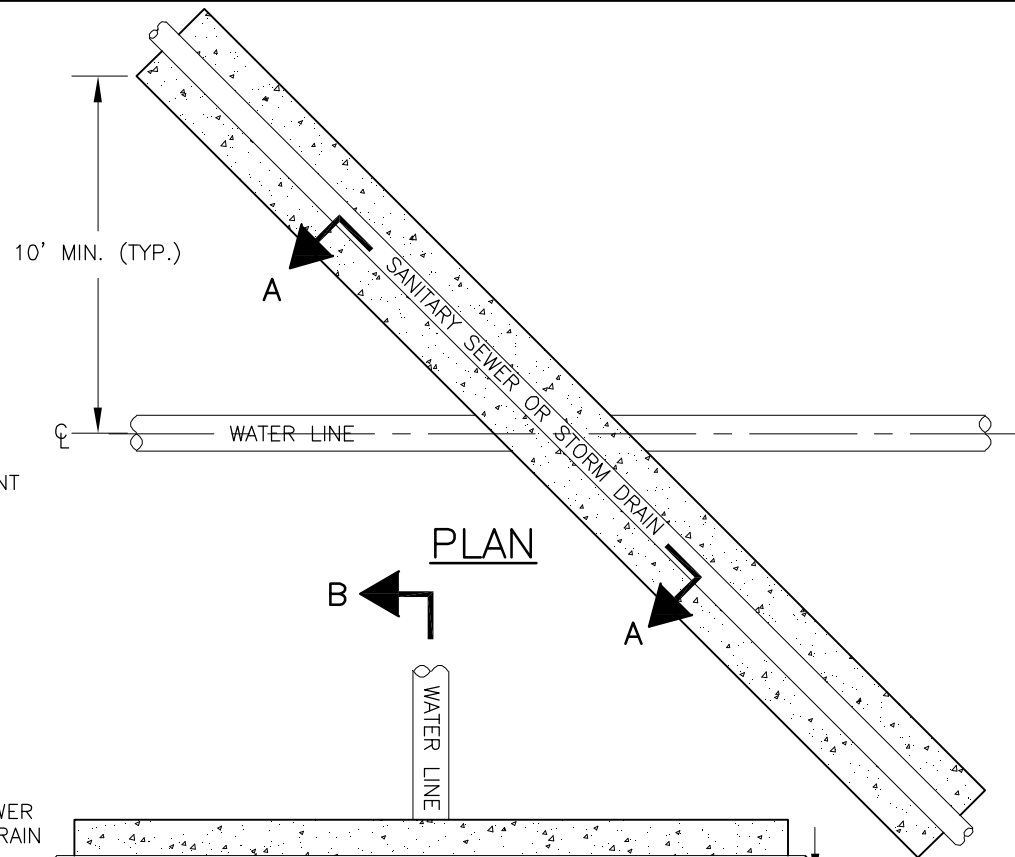 10' MIN. (TYP.)
A
SANITARY SEWER OR STORM DRAIN
℄
WATER LINE
PLAN
B
A
WATER LINE